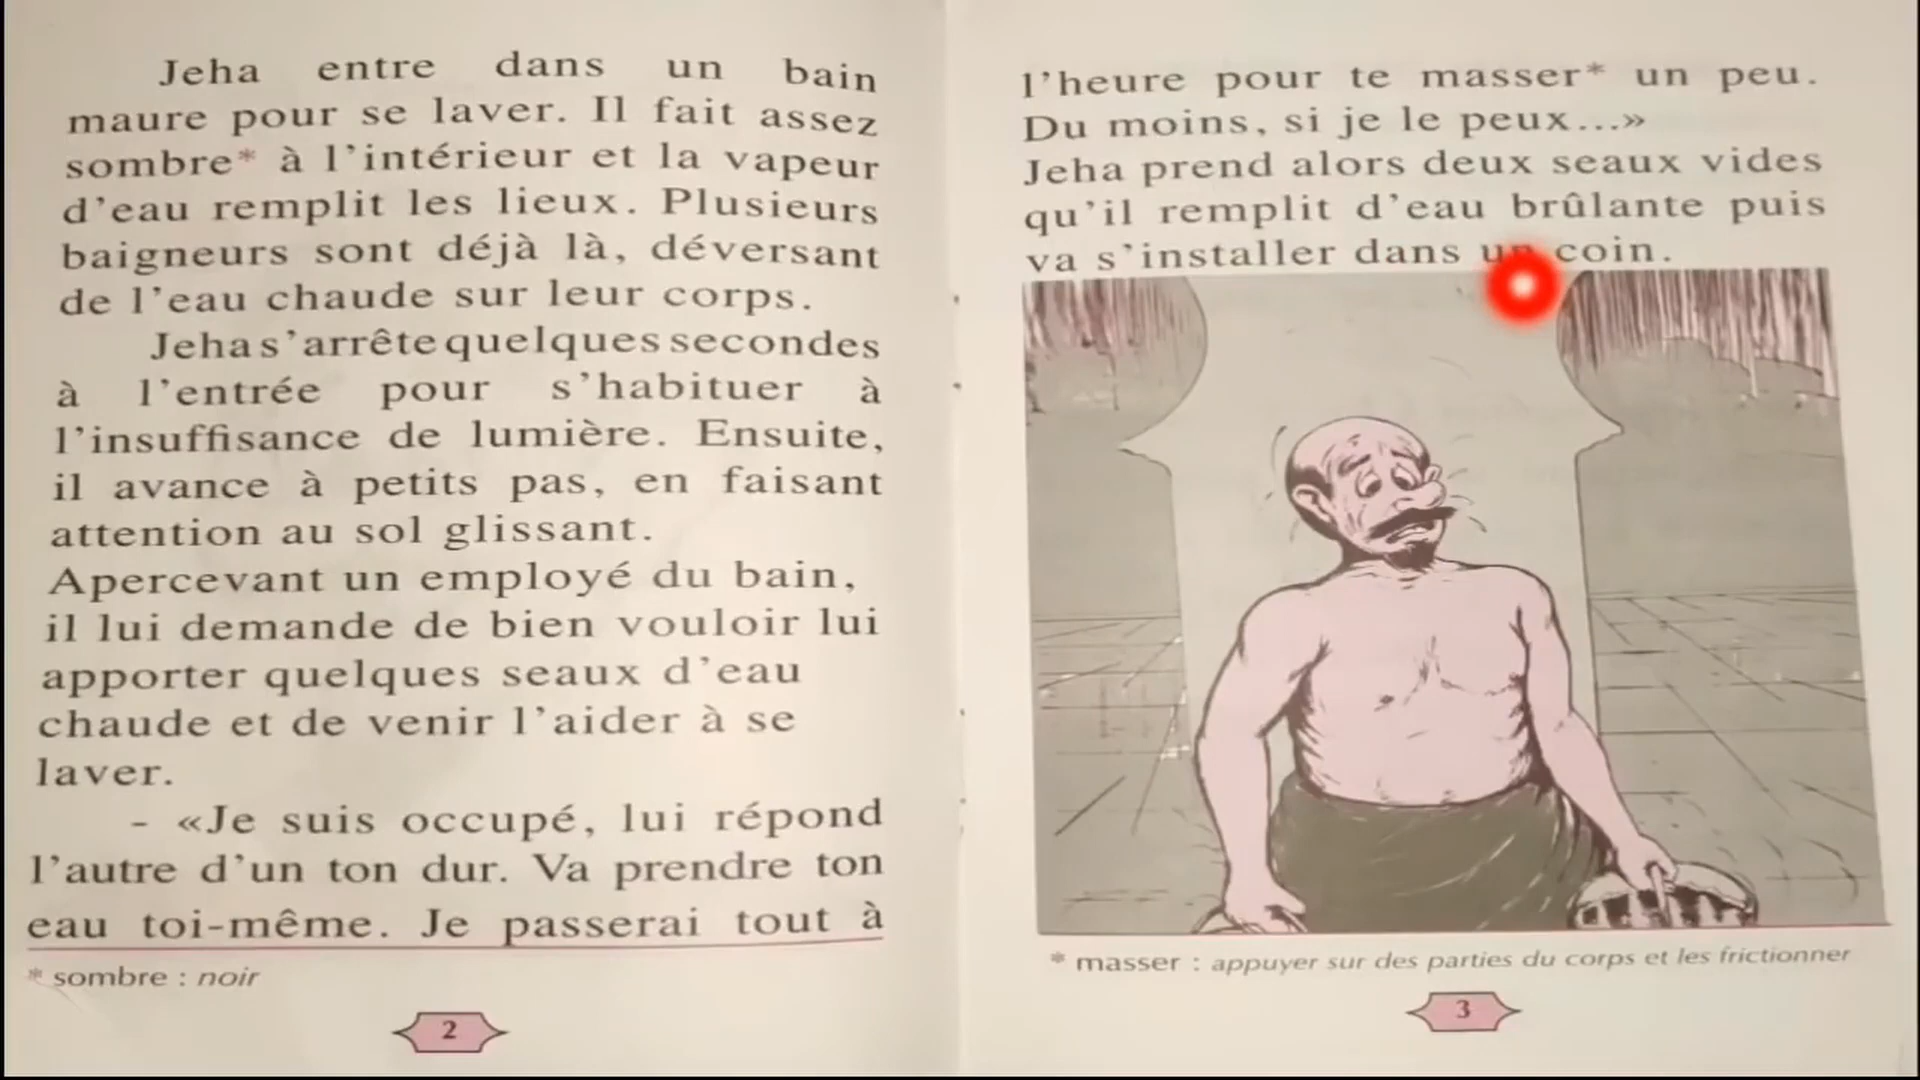 Jeha entre dans un bain
maure pour se laver. Il fait assez
sombre* à l'intérieur et la vapeur
d'eau remplit les lieux. Plusieurs
baigneurs sont déjà là, déversant
de l'eau chaude sur leur corps.
Jeha s'arrête quelques secondes
à l'entrée pour s'habituer à
l'insuffisance de lumière. Ensuite,
il avance à petits pas, en faisant
attention au sol glissant.
Apercevant un employé du bain,
il lui demande de bien vouloir lui
apporter quelques seaux d'eau
chaude et de venir l'aider à se
laver.
- «Je suis occupé, lui répond
l'autre d'un ton dur. Va prendre ton
eau toi-même. Je passerai tout à
* sombre : noir
2
l'heure pour te masser* un peu.
Du moins, si je le peux...»
Jeha prend alors deux seaux vides
qu'il remplit d'eau brûlante puis
va s'installer dans un coin.
* masser : appuyer sur des parties du corps et les frictionner
3